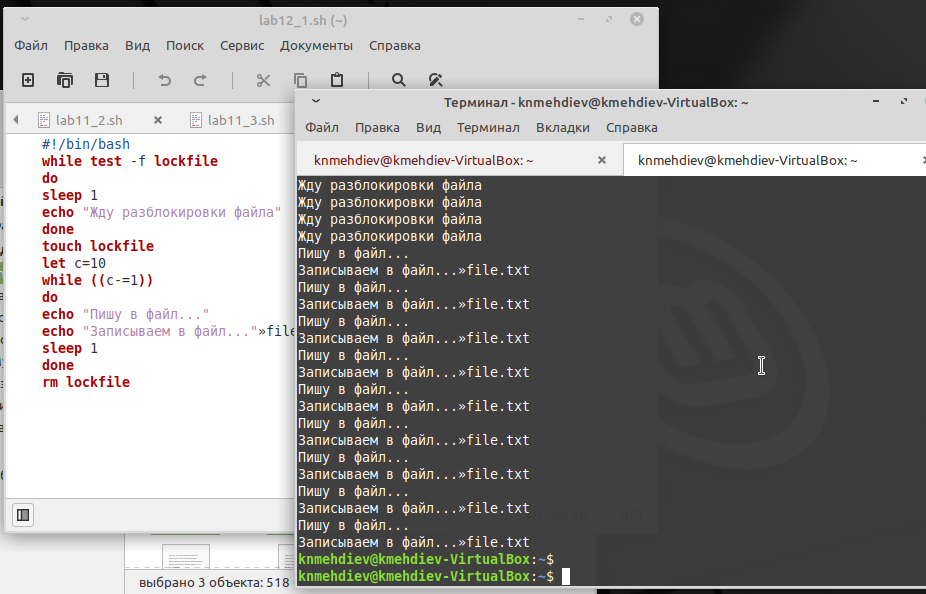 lab12_1.sh (~)
Файл Правка Вид Поиск Сервис Документы Справка
lab11_2.sh lab11_3.sh
#!/bin/bash
while test -f lockfile
do
sleep 1
echo "Жду разблокировки файла"
done
touch lockfile
let c=10
while ((c-=1))
do
echo "Пишу в файл..."
echo "Записываем в файл..."»file
sleep 1
done
rm lockfile
выбрано 3 объекта: 518
Терминал - knmehdiev@kmehdiev-VirtualBox: ~
Файл Правка Вид Терминал Вкладки Справка
knmehdiev@kmehdiev-VirtualBox: ~ knmehdiev@kmehdiev-VirtualBox: ~
Жду разблокировки файла
Жду разблокировки файла
Жду разблокировки файла
Жду разблокировки файла
Пишу в файл...
Записываем в файл...»file.txt
Пишу в файл...
Записываем в файл...»file.txt
Пишу в файл...
Записываем в файл...»file.txt
Пишу в файл...
Записываем в файл...»file.txt
Пишу в файл...
Записываем в файл...»file.txt
Пишу в файл...
Записываем в файл...»file.txt
Пишу в файл...
Записываем в файл...»file.txt
Пишу в файл...
Записываем в файл...»file.txt
Пишу в файл...
Записываем в файл...»file.txt
knmehdiev@kmehdiev-VirtualBox:~$
knmehdiev@kmehdiev-VirtualBox:~$